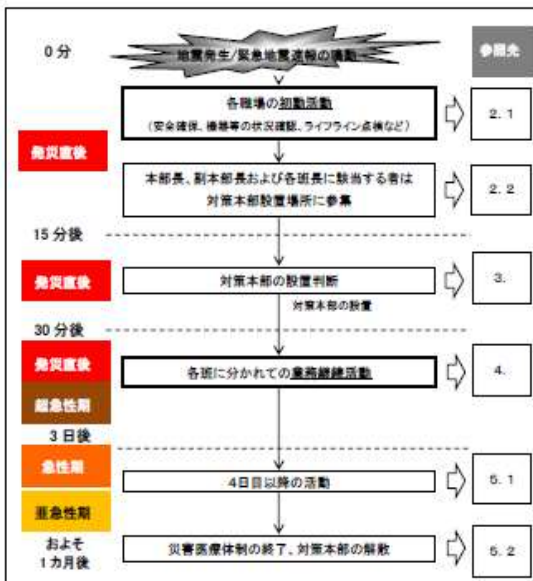 0分
地震発生/緊急地震速報の鳴動
参照先
各職場の初動活動
(安全確保、機器等の状況確認、ライフライン点検など)
2.1
発災直後
本部長、副本部長および各班長に該当する者は
対策本部設置場所に参集
2.2
15分後
発災直後
対策本部の設置判断
3.
対策本部の設置
30分後
発災直後
各班に分かれての業務継続活動
4.
超急性期
3日後
急性期
4日目以降の活動
5.1
亜急性期
およそ
1カ月後
災害医療体制の終了、対策本部の解散
5.2